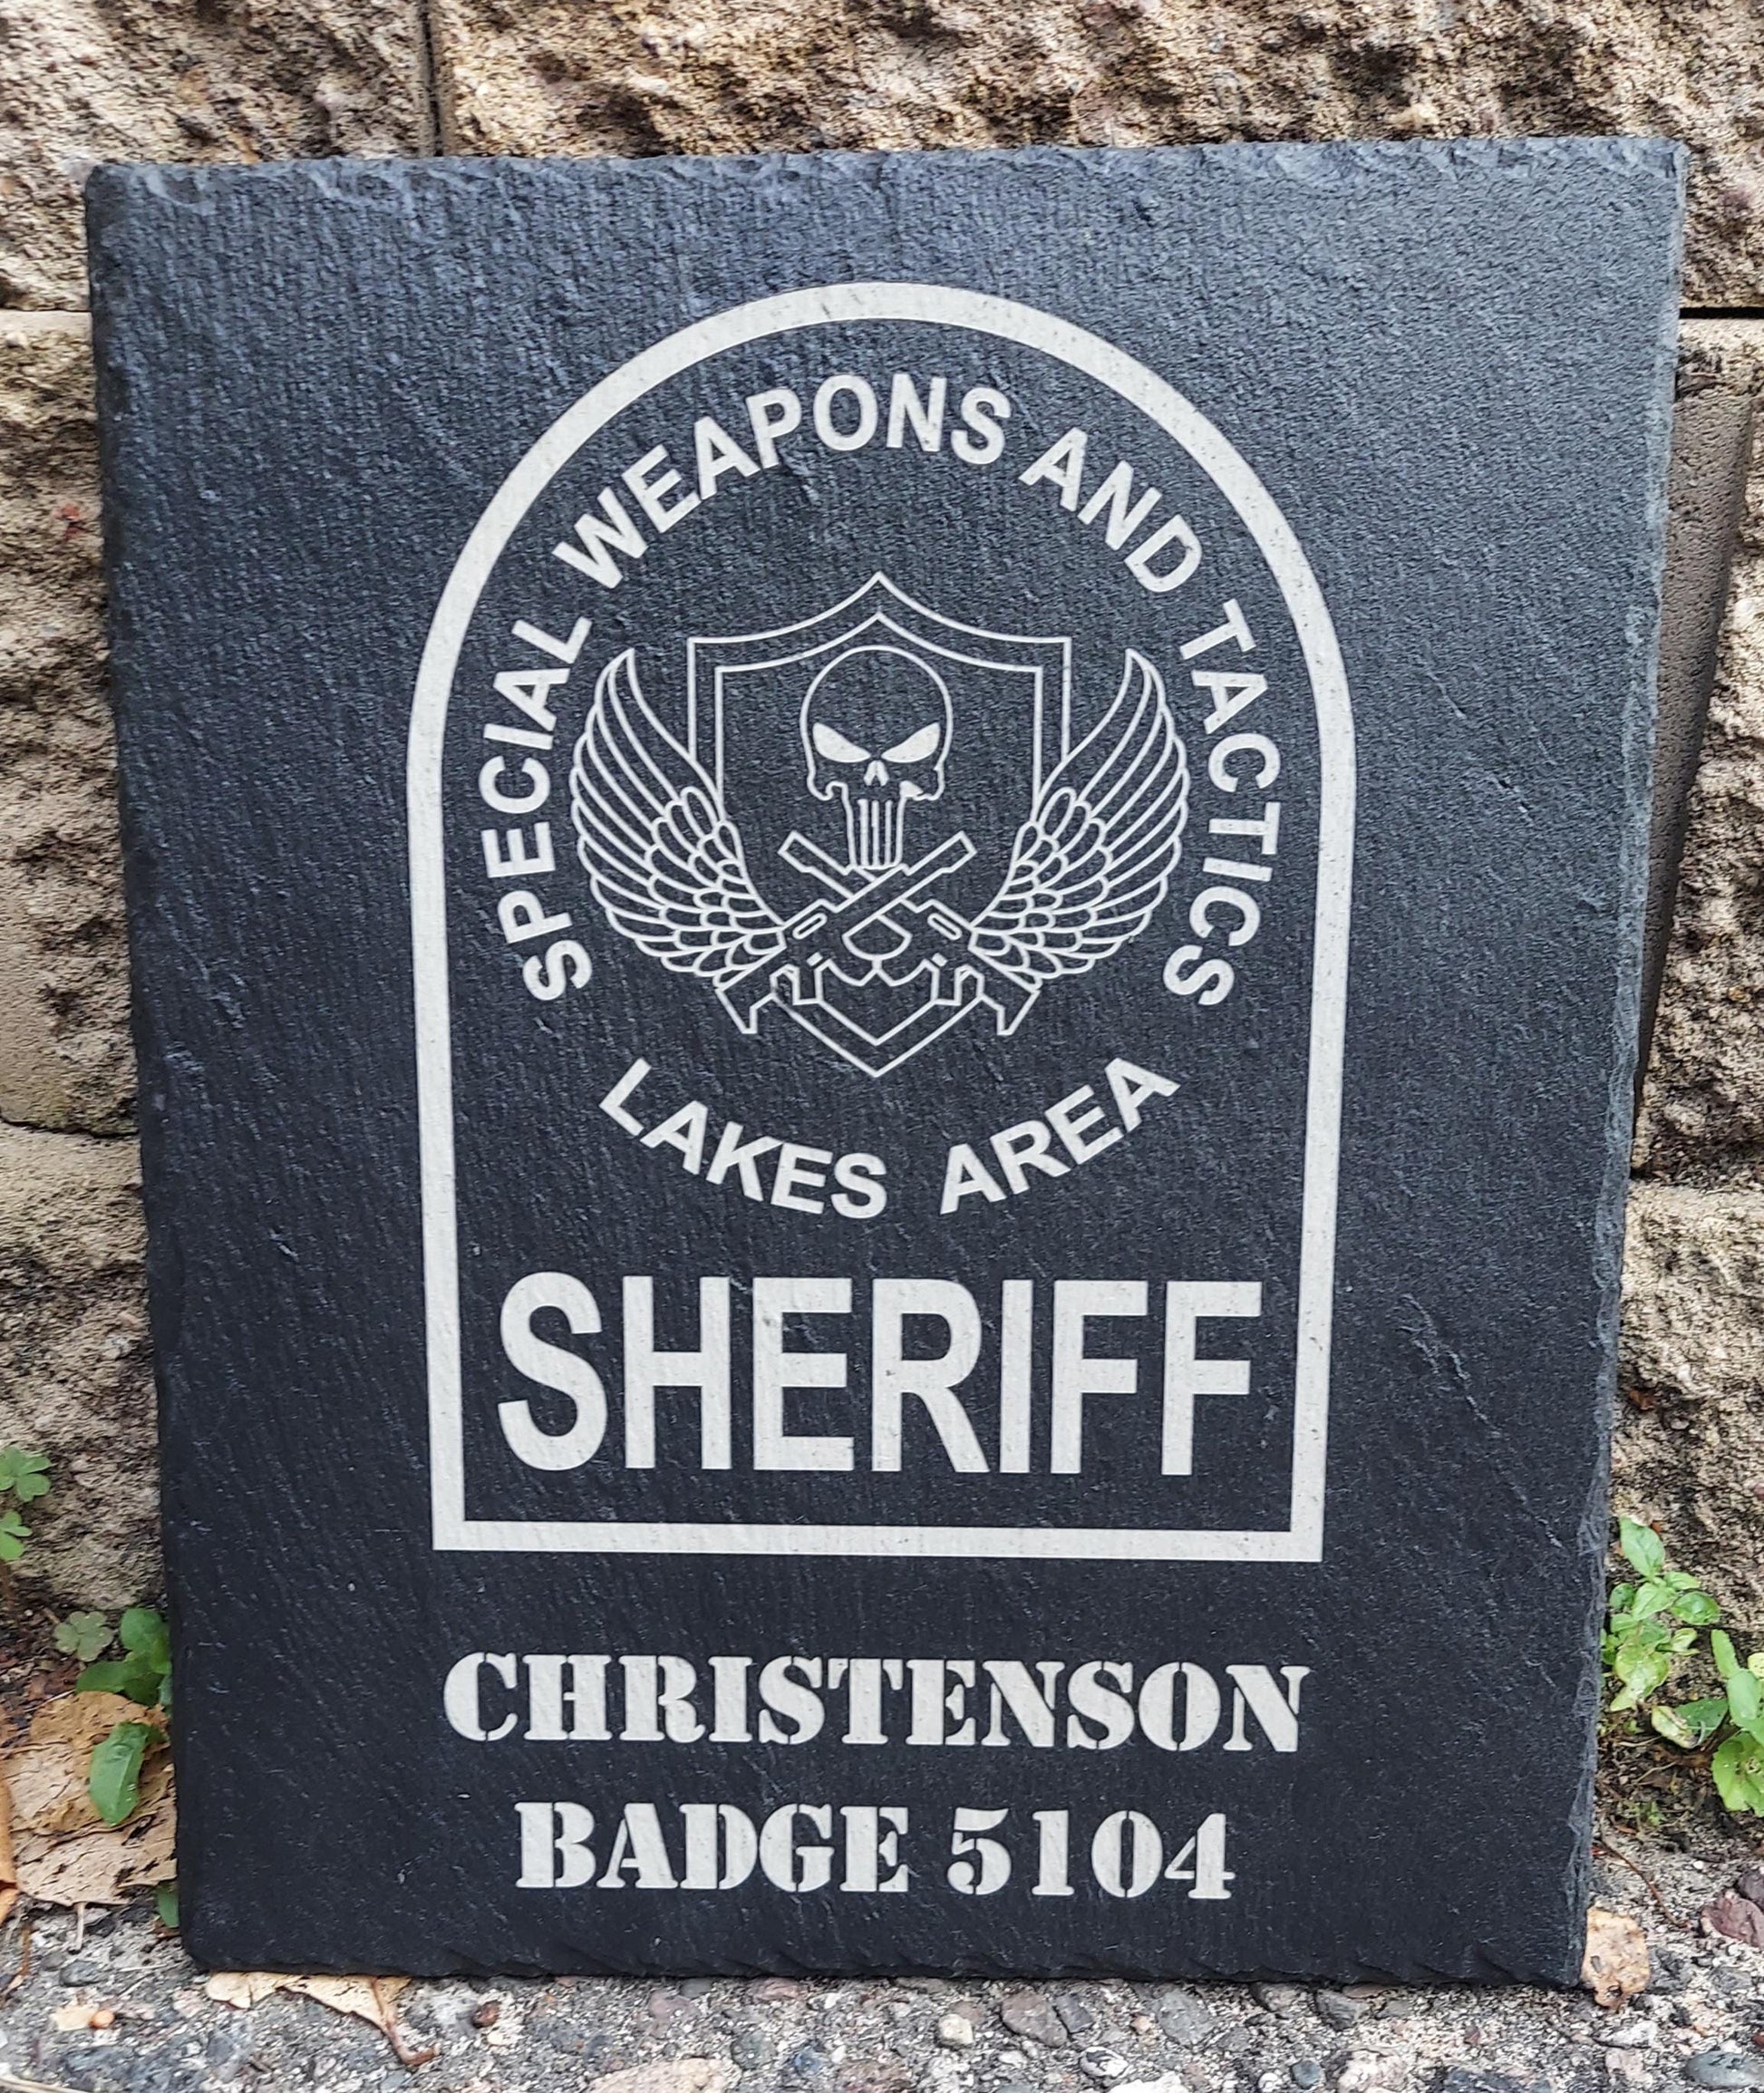 SPECIAL WEAPONS AND TACTICS
LAKES AREA
SHERIFF
CHRISTENSON
BADGE 5104